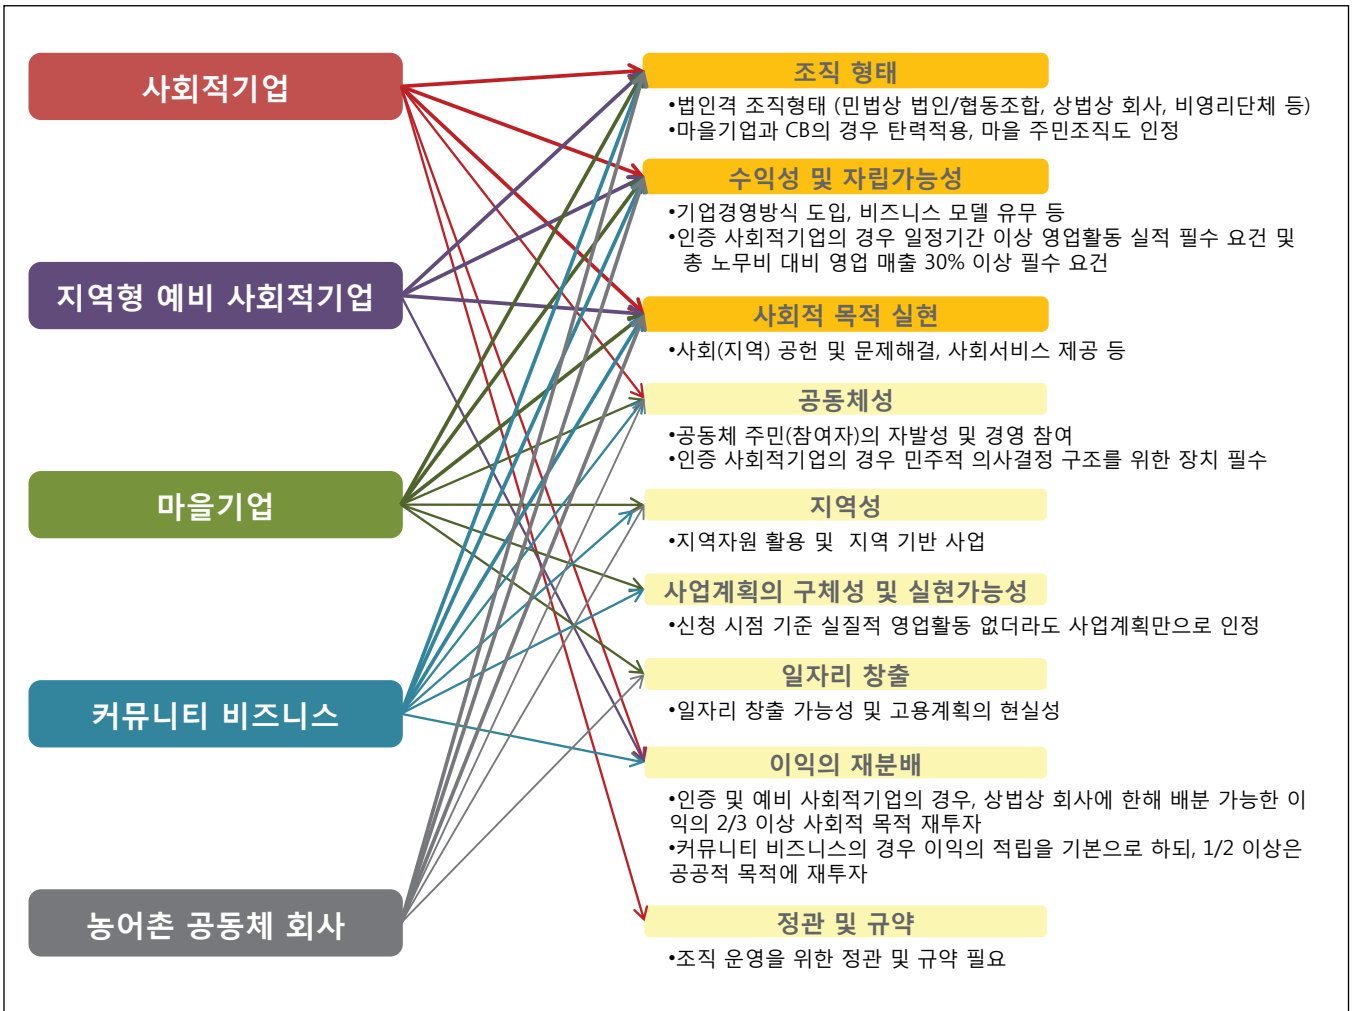 사회적기업
지역형 예비 사회적기업
마을기업
커뮤니티 비즈니스
농어촌 공동체 회사
조직 형태
•법인격 조직형태 (민법상 법인/협동조합, 상법상 회사, 비영리단체 등)
•마을기업과 CB의 경우 탄력적용, 마을 주민조직도 인정
수익성 및 자립가능성
•기업경영방식 도입, 비즈니스 모델 유무 등
•인증 사회적기업의 경우 일정기간 이상 영업활동 실적 필수 요건 및
총 노무비 대비 영업 매출 30% 이상 필수 요건
사회적 목적 실현
•사회(지역) 공헌 및 문제해결, 사회서비스 제공 등
공동체성
•공동체 주민(참여자)의 자발성 및 경영 참여
•인증 사회적기업의 경우 민주적 의사결정 구조를 위한 장치 필수
지역성
•지역자원 활용 및 지역 기반 사업
사업계획의 구체성 및 실현가능성
•신청 시점 기준 실질적 영업활동 없더라도 사업계획만으로 인정
일자리 창출
•일자리 창출 가능성 및 고용계획의 현실성
이익의 재분배
•인증 및 예비 사회적기업의 경우, 상법상 회사에 한해 배분 가능한 이
익의 2/3 이상 사회적 목적 재투자
•커뮤니티 비즈니스의 경우 이익의 적립을 기본으로 하되, 1/2 이상은
공공적 목적에 재투자
정관 및 규약
•조직 운영을 위한 정관 및 규약 필요